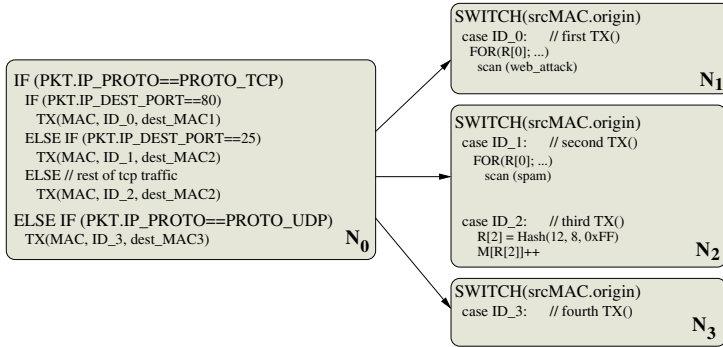 IF (PKT.IP_PROTO==PROTO_TCP)
IF (PKT.IP_DEST_PORT==80)
TX(MAC, ID_0, dest_MAC1)
ELSE IF (PKT.IP_DEST_PORT==25)
TX(MAC, ID_1, dest_MAC2)
ELSE // rest of tcp traffic
TX(MAC, ID_2, dest_MAC2)
ELSE IF (PKT.IP_PROTO==PROTO_UDP)
TX(MAC, ID_3, dest_MAC3)
N0
SWITCH(srcMAC.origin)
case ID_0: // first TX()
FOR(R[0]; ...)
scan (web_attack)
N1
SWITCH(srcMAC.origin)
case ID_1: // second TX()
FOR(R[0]; ...)
scan (spam)
case ID_2: // third TX()
R[2] = Hash(12, 8, 0xFF)
M[R[2]]++
N2
SWITCH(srcMAC.origin)
case ID_3: // fourth TX()
N3